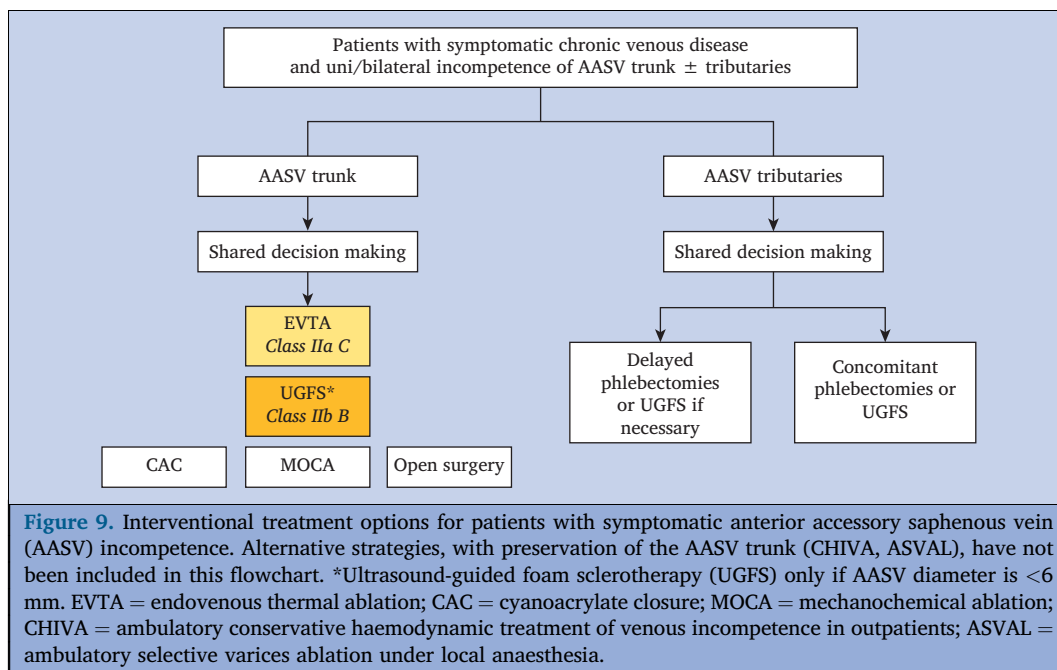 Patients with symptomatic chronic venous disease
and uni/bilateral incompetence of AASV trunk ± tributaries
AASV trunk
AASV tributaries
Shared decision making
Shared decision making
EVTA
Class IIa C
UGFS*
Class IIb B
CAC
MOCA
Open surgery
Delayed
phlebectomies
or UGFS if
necessary
Concomitant
phlebectomies or
UGFS
Figure 9. Interventional treatment options for patients with symptomatic anterior accessory saphenous vein
(AASV) incompetence. Alternative strategies, with preservation of the AASV trunk (CHIVA, ASVAL), have not
been included in this flowchart. *Ultrasound-guided foam sclerotherapy (UGFS) only if AASV diameter is <6
mm. EVTA = endovenous thermal ablation; CAC = cyanoacrylate closure; MOCA = mechanochemical ablation;
CHIVA = ambulatory conservative haemodynamic treatment of venous incompetence in outpatients; ASVAL =
ambulatory selective varices ablation under local anaesthesia.